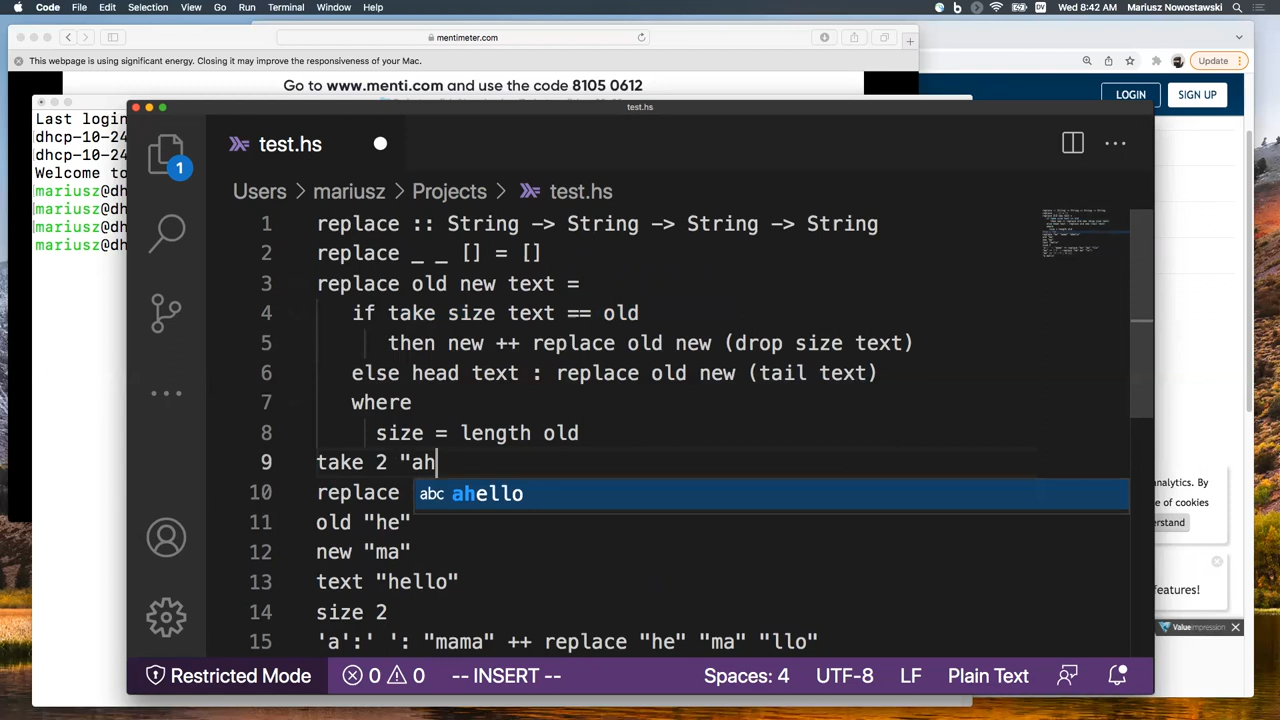 Code File Edit Selection View Go Run Terminal Window Help DV Wed 8:42 AM Mariusz Nowostawski
mentimeter.com
This webpage is using significant energy. Closing it may improve the responsiveness of your Mac.
Update
Go to www.menti.com and use the code 8105 0612
LOGIN SIGN UP
test.hs
Last login
dhcp-10-24
dhcp-10-24
Welcome to
mariusz@dh
mariusz@dh
mariusz@dh
mariusz@dh
1
test.hs
Users > mariusz > Projects > test.hs
1 replace :: String -> String -> String -> String
2 replace _ _ [] = []
3 replace old new text =
4 if take size text == old
5 then new ++ replace old new (drop size text)
6 else head text : replace old new (tail text)
7 where
8 size = length old
9 take 2 "ah
10 replace
abc ahello
11 old "he"
12 new "ma"
13 text "hello"
14 size 2
15 'a':' ': "mama" ++ replace "he" "ma" "llo"
Restricted Mode 0 0 -- INSERT -- Spaces: 4 UTF-8 LF Plain Text
analytics. By
e of cookies
erstand
features!
ValueImpression